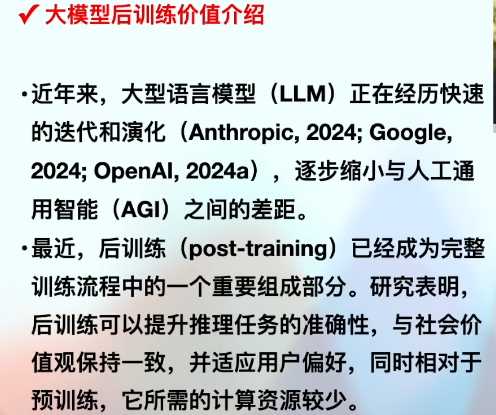 ✓ 大模型后训练价值介绍
•近年来，大型语言模型（LLM）正在经历快速
的迭代和演化（Anthropic, 2024; Google,
2024; OpenAI, 2024a），逐步缩小与人工通
用智能（AGI）之间的差距。
•最近，后训练（post-training）已经成为完整
训练流程中的一个重要组成部分。研究表明，
后训练可以提升推理任务的准确性，与社会价
值观保持一致，并适应用户偏好，同时相对于
预训练，它所需的计算资源较少。